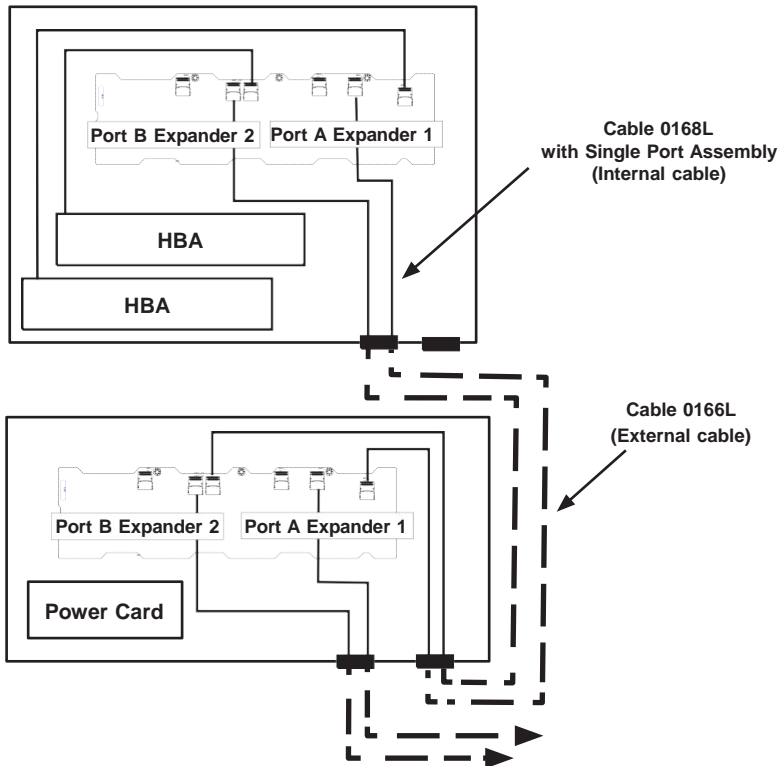 Port B Expander 2
Port A Expander 1
HBA
HBA
Cable 0168L
with Single Port Assembly
(Internal cable)
Cable 0166L
(External cable)
Port B Expander 2
Port A Expander 1
Power Card